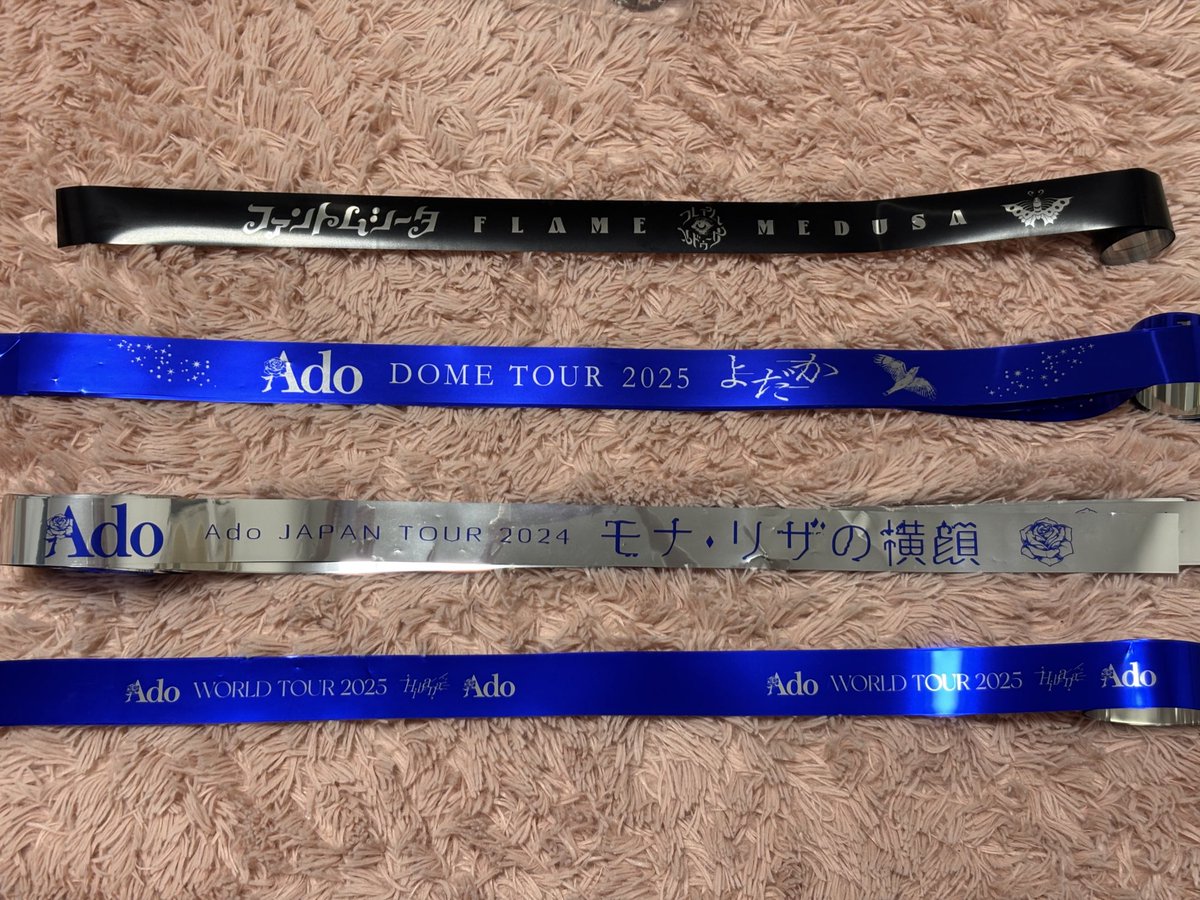 ファントムシータ FLAME MEDUSA
Ado DOME TOUR 2025 よだか
Ado Ado JAPAN TOUR 2024 モナ・リザの横顔
Ado WORLD TOUR 2025 Hibana Ado Ado WORLD TOUR 2025 Hibana Ado